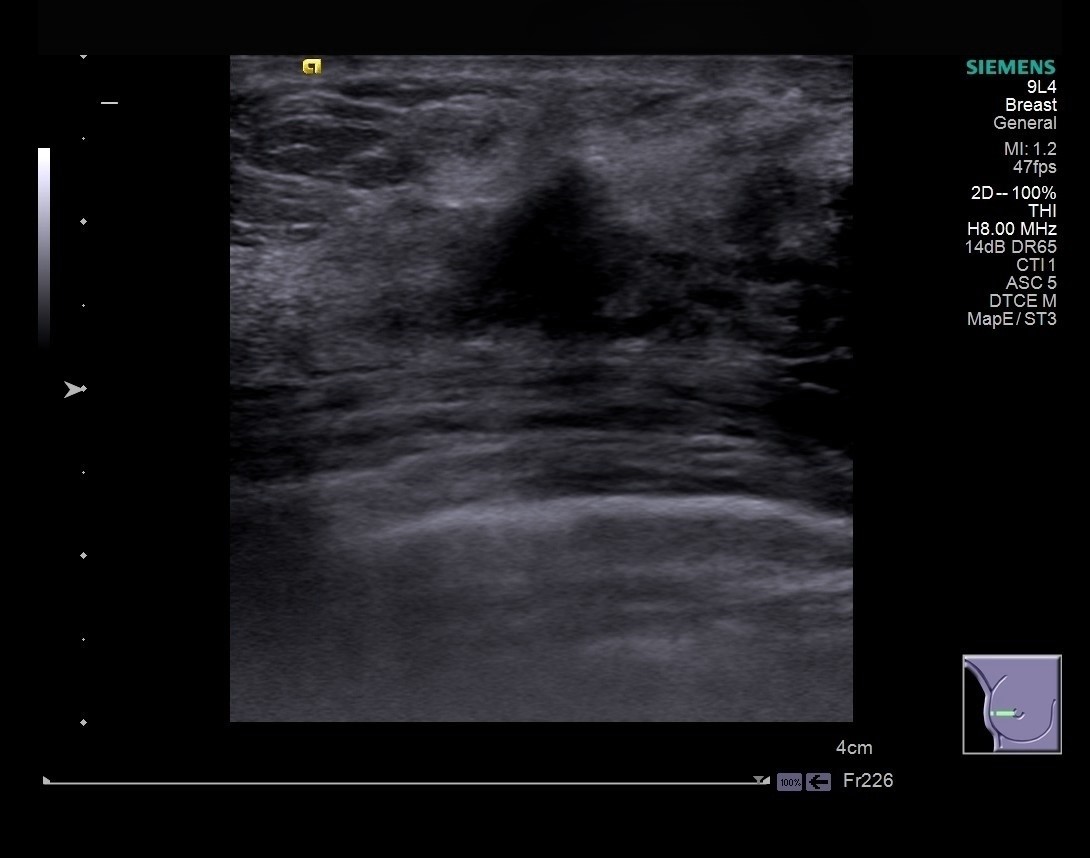 SIEMENS
9L4
Breast
General
MI: 1.2
47fps
2D--100%
THI
H8.00 MHz
14dB DR65
CTI 1
ASC 5
DTCE M
MapE / ST3
4cm
100%
Fr226